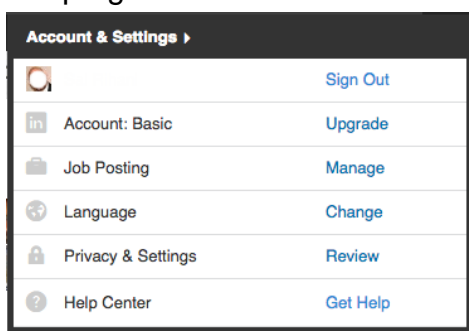 Account & Settings ▸
Sign Out
in Account: Basic Upgrade
Job Posting Manage
Language Change
Privacy & Settings Review
? Help Center Get Help